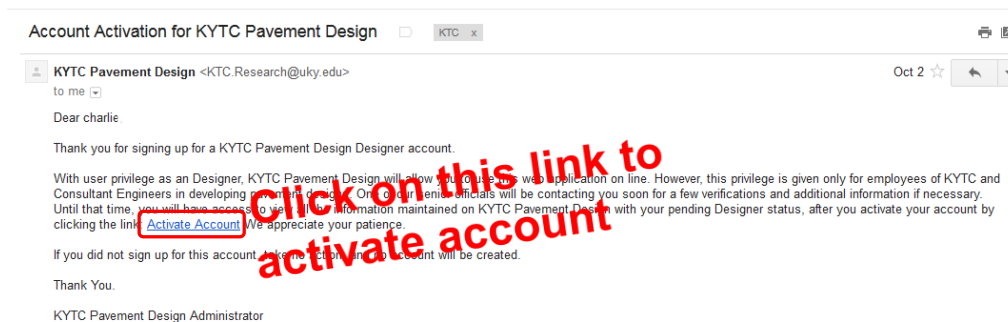 Account Activation for KYTC Pavement Design
KTC x
KYTC Pavement Design <KTC.Research@uky.edu>
Oct 2
to me
Dear charlie
Thank you for signing up for a KYTC Pavement Design Designer account.
With user privilege as an Designer, KYTC Pavement Design will allow you to use this web application on line. However, this privilege is given only for employees of KYTC and
Consultant Engineers in developing pavement designs. One of our senior officials will be contacting you soon for a few verifications and additional information if necessary.
Until that time, you will have access to view all the information maintained on KYTC Pavement Design with your pending Designer status, after you activate your account by
clicking the link Activate Account We appreciate your patience.
If you did not sign up for this account, take no action, and no account will be created.
Thank You.
KYTC Pavement Design Administrator
Click on this link to
activate account